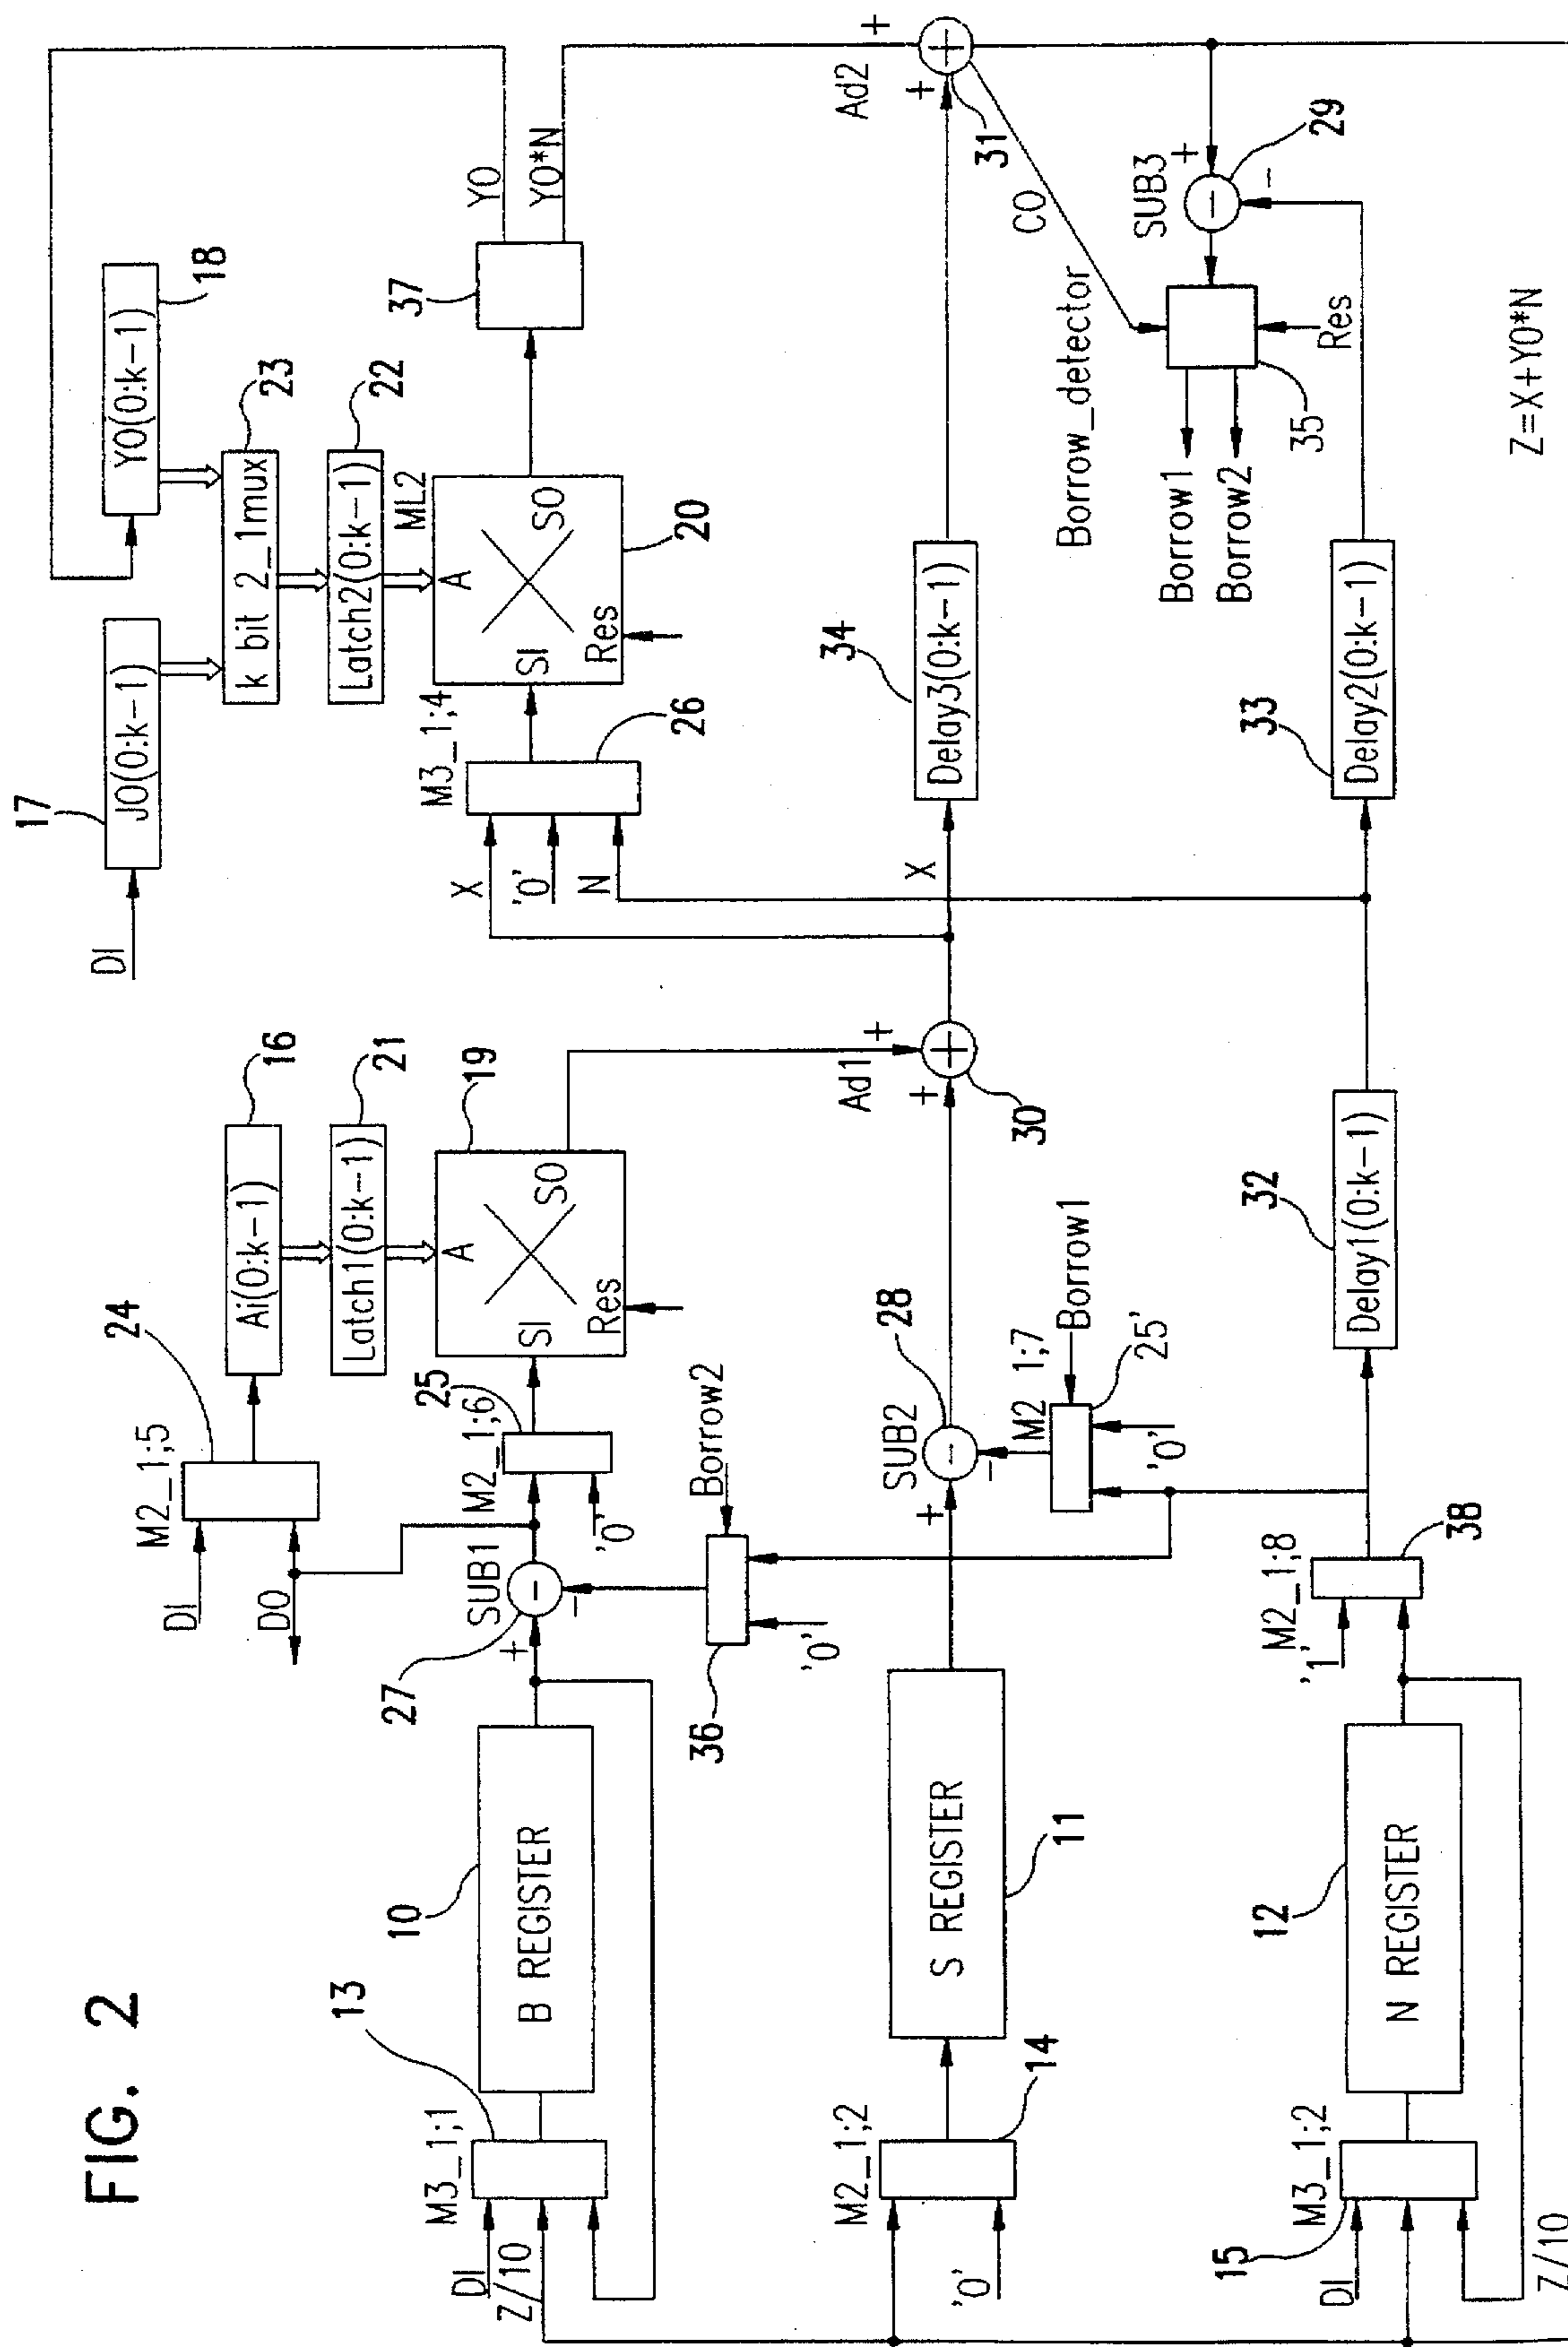 FIG. 2
DI
Z/10
M3_1;1
13
B REGISTER
10
SUB1
27
+
-
DI
DO
M2_1;5
24
Ai(0:k-1)
16
Latch1(0:k-1)
21
M2_1;6
25
'0'
A
SI
SO
Res
19
Borrow2
'0'
36
M2_1;2
'0'
14
S REGISTER
11
SUB2
28
+
-
M2 1;7
Borrow1
25'
'0'
Ad1
+
+
30
DI
Z/10
M3_1;2
15
N REGISTER
12
M2_1;8
'1'
38
Delay1(0:k-1)
32
DI
J0(0:k-1)
17
Y0(0:k-1)
18
k bit 2_1mux
23
Latch2(0:k-1)
22
M3_1;4
X
'0'
N
26
A
ML2
SI
SO
Res
20
37
Y0
Y0*N
X
Delay3(0:k-1)
34
Ad2
+
+
31
CO
Delay2(0:k-1)
33
SUB3
+
-
29
Borrow_detector
Borrow1
Borrow2
35
Res
Z=X+Y0*N